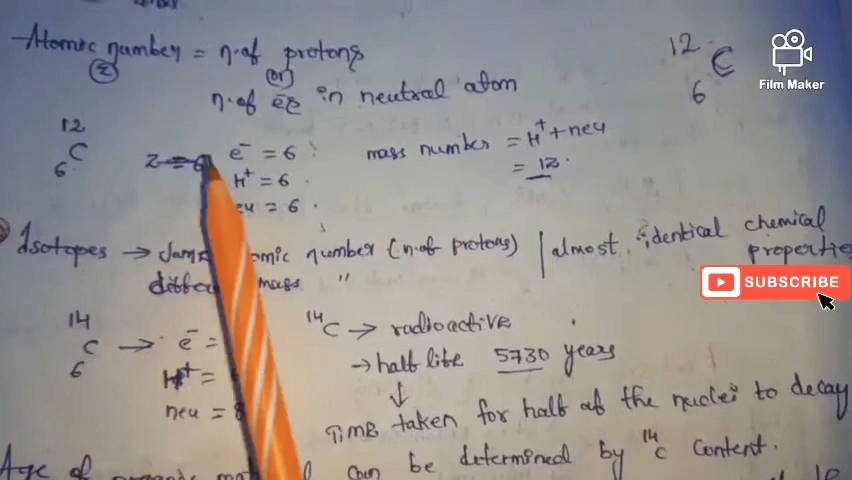 Atomic number = n.of protons
(z) (or)
n.of ee in neutral atom
12
6 C
12
6 C
Film Maker
z = 6 e⁻ = 6
H⁺ = 6
= 6
mass number = H⁺ + neu
= 12
Isotopes → atomic number (n.of protons) | almost identical chemical properties
mass "
SUBSCRIBE
14
6 C → e⁻ =
H⁺ =
neu = 8
¹⁴C → radioactive
→ half life 5730 years
↓
Time taken for half of the nuclei to decay
Age of organic can be determined by ¹⁴C content.